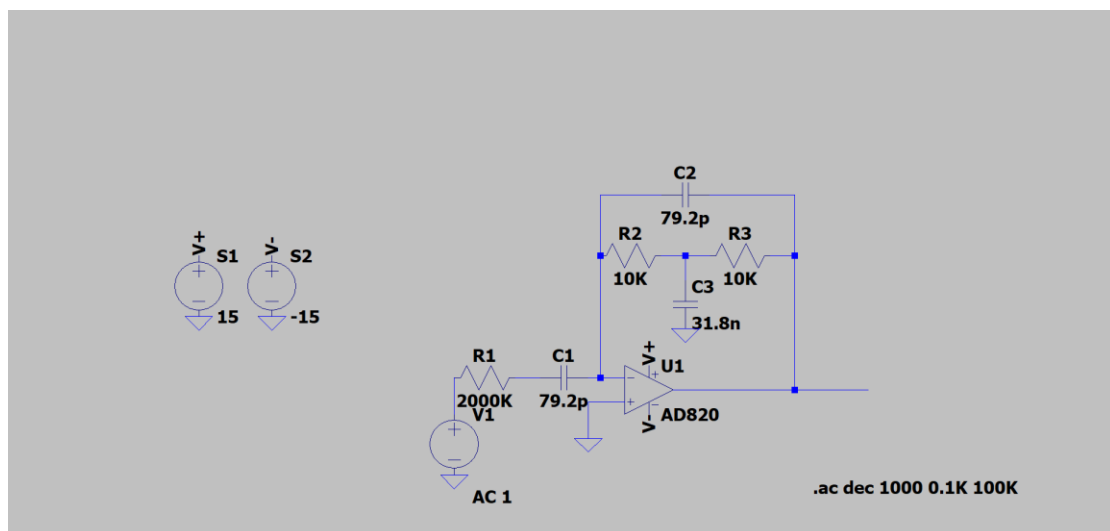 C2
79.2p
R2
R3
10K
10K
C3
31.8n
V+
S1
V-
S2
15
-15
R1
C1
V+
U1
2000K
79.2p
V1
V-
AD820
AC 1
.ac dec 1000 0.1K 100K